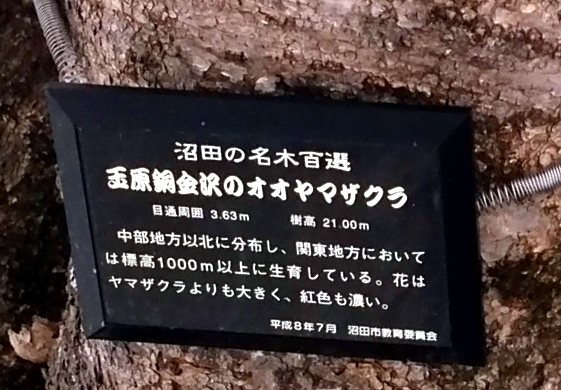 沼田の名木百選
玉原銅金沢のオオヤマザクラ
目通周囲 3.63m 樹高 21.00m
中部地方以北に分布し、関東地方において
は標高1000m以上に生育している。花は
ヤマザクラよりも大きく、紅色も濃い。
平成8年7月 沼田市教育委員会